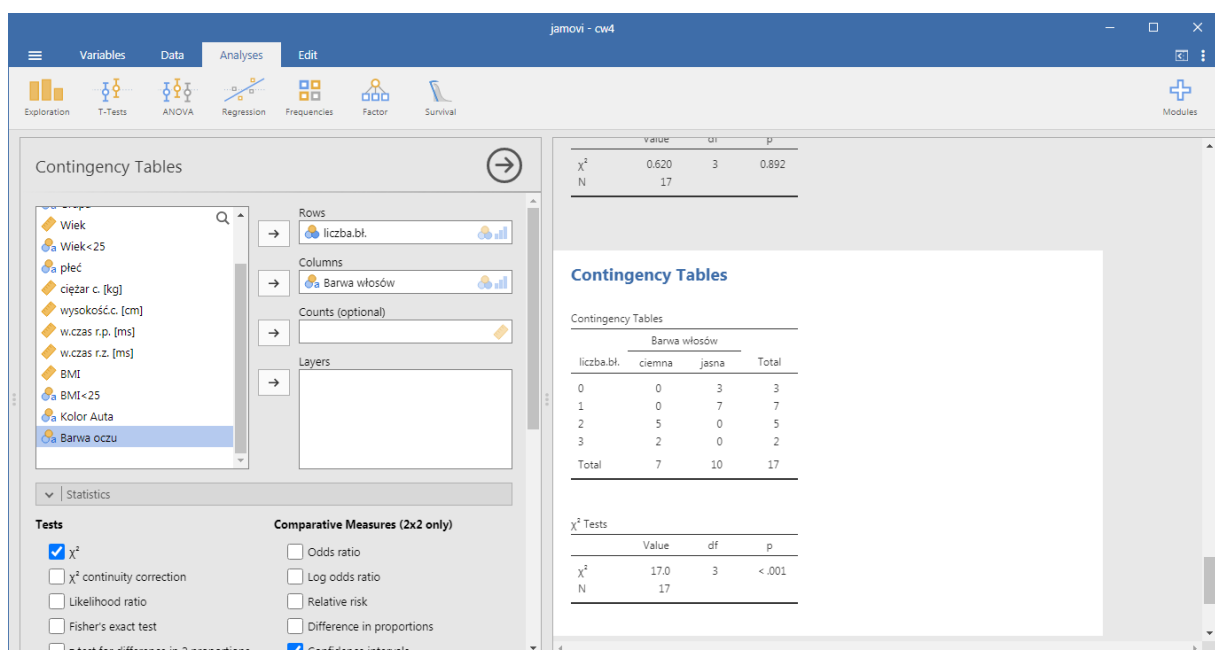 jamovi - cw4
Variables Data Analyses Edit
Exploration T-Tests ANOVA Regression Frequencies Factor Survival Modules
Contingency Tables
Wiek
Wiek<25
płeć
ciężar c. [kg]
wysokość.c. [cm]
w.czas r.p. [ms]
w.czas r.z. [ms]
BMI
BMI<25
Kolor Auta
Barwa oczu
Rows
liczba.bł.
Columns
Barwa włosów
Counts (optional)
Layers
Statistics
Tests
χ²
χ² continuity correction
Likelihood ratio
Fisher's exact test
Comparative Measures (2x2 only)
Odds ratio
Log odds ratio
Relative risk
Difference in proportions
Confidence intervals
Value df p
χ² 0.620 3 0.892
N 17
Contingency Tables
Contingency Tables
Barwa włosów
liczba.bł. ciemna jasna Total
0 0 3 3
1 0 7 7
2 5 0 5
3 2 0 2
Total 7 10 17
χ² Tests
Value df p
χ² 17.0 3 < .001
N 17